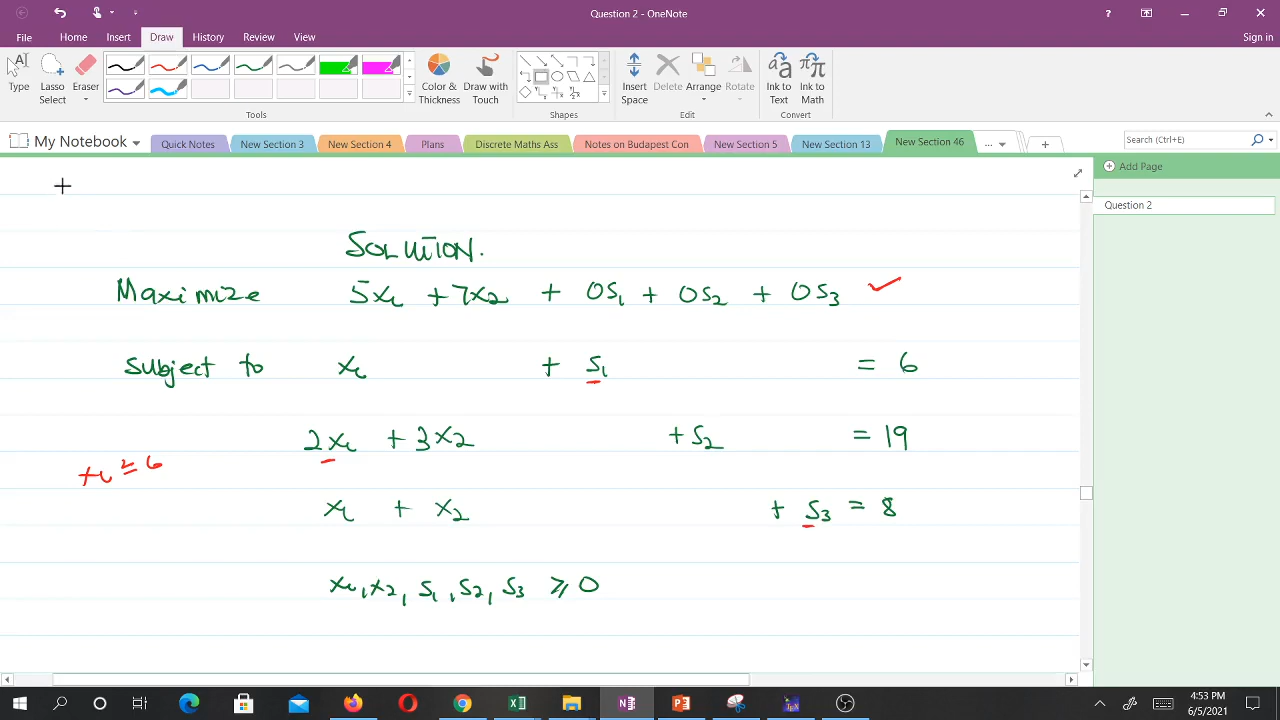 Question 2 - OneNote
File Home Insert Draw History Review View Sign in
Type Lasso Select Eraser Color & Thickness Draw with Touch Insert Space Delete Arrange Rotate Ink to Text Ink to Math
Tools Shapes Edit Convert
My Notebook Quick Notes New Section 3 New Section 4 Plans Discrete Maths Ass Notes on Budapest Con New Section 5 New Section 13 New Section 46 ... Search (Ctrl+E)
Add Page
Question 2
SOLUTION.
Maximize 5x₁ + 7x₂ + 0s₁ + 0s₂ + 0s₃ ✓
subject to x₁ + s₁ = 6
2x₁ + 3x₂ + s₂ = 19
x₁ = 6
x₁ + x₂ + s₃ = 8
x₁, x₂, s₁, s₂, s₃ ≥ 0
4:53 PM
6/5/2021